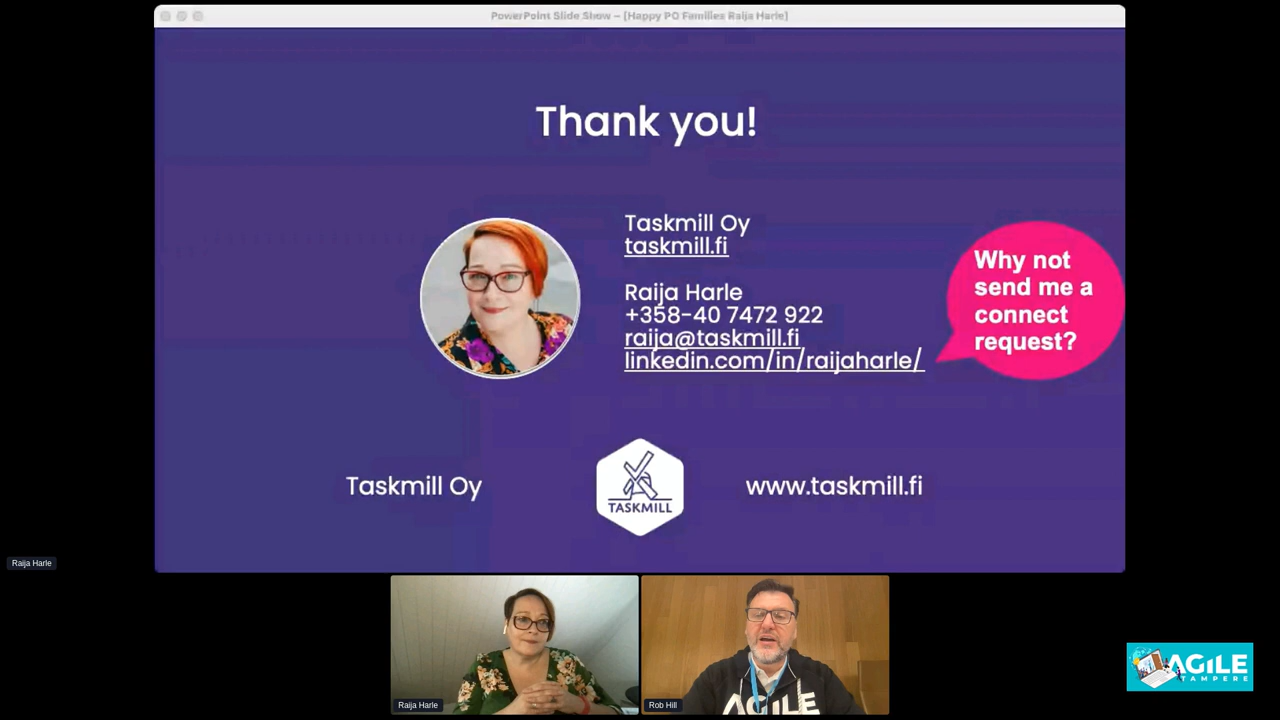 PowerPoint Slide Show – [Happy PO Families Raija Harle]
Thank you!
Taskmill Oy
taskmill.fi
Raija Harle
+358-40 7472 922
raija@taskmill.fi
linkedin.com/in/raijaharle/
Why not
send me a
connect
request?
Taskmill Oy
TASKMILL
www.taskmill.fi
Raija Harle
Raija Harle
Rob Hill
AGILE
AGILE
TAMPERE